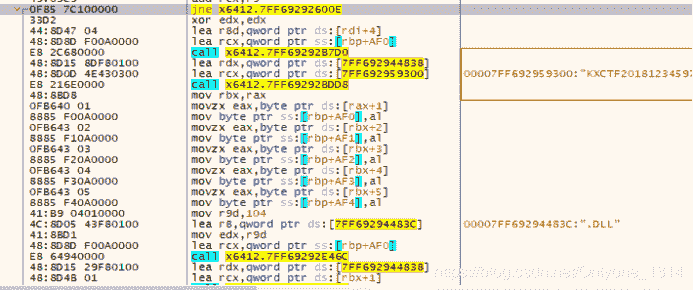 0F85 7C100000 jne x6412.7FF69292600E
33D2 xor edx,edx
44:8D47 04 lea r8d,qword ptr ds:[rdi+4]
48:8D8D F00A0000 lea rcx,qword ptr ss:[rbp+AF0]
E8 2C680000 call x6412.7FF69292B7D0
48:8D15 8DF80100 lea rdx,qword ptr ds:[7FF692944838]
48:8D0D 4E430300 lea rcx,qword ptr ds:[7FF692959300] 00007FF692959300:"KXCTF20181234597
E8 216E0000 call x6412.7FF69292BDD8
48:8BD8 mov rbx,rax
0FB640 01 movzx eax,byte ptr ds:[rax+1]
8885 F00A0000 mov byte ptr ss:[rbp+AF0],al
0FB643 02 movzx eax,byte ptr ds:[rbx+2]
8885 F10A0000 mov byte ptr ss:[rbp+AF1],al
0FB643 03 movzx eax,byte ptr ds:[rbx+3]
8885 F20A0000 mov byte ptr ss:[rbp+AF2],al
0FB643 04 movzx eax,byte ptr ds:[rbx+4]
8885 F30A0000 mov byte ptr ss:[rbp+AF3],al
0FB643 05 movzx eax,byte ptr ds:[rbx+5]
8885 F40A0000 mov byte ptr ss:[rbp+AF4],al
41:B9 04010000 mov r9d,104
4C:8D05 43F80100 lea r8,qword ptr ds:[7FF69294483C] 00007FF69294483C:".DLL"
41:8BD1 mov edx,r9d
48:8D8D F00A0000 lea rcx,qword ptr ss:[rbp+AF0]
E8 64940000 call x6412.7FF69292E46C
48:8D15 29F80100 lea rdx,qword ptr ds:[7FF692944838]
48:8D4B 01 lea rcx,qword ptr ds:[rbx+1]